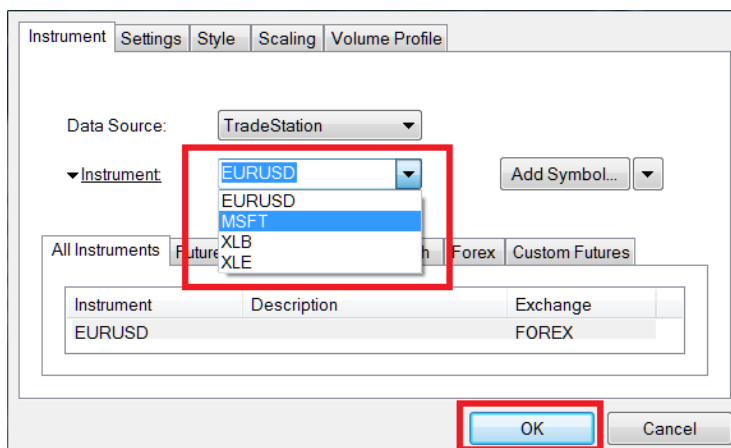 Instrument Settings Style Scaling Volume Profile
Data Source: TradeStation
Instrument: EURUSD Add Symbol...
EURUSD
MSFT
XLB
XLE
All Instruments Forex Custom Futures
Instrument Description Exchange
EURUSD FOREX
OK Cancel